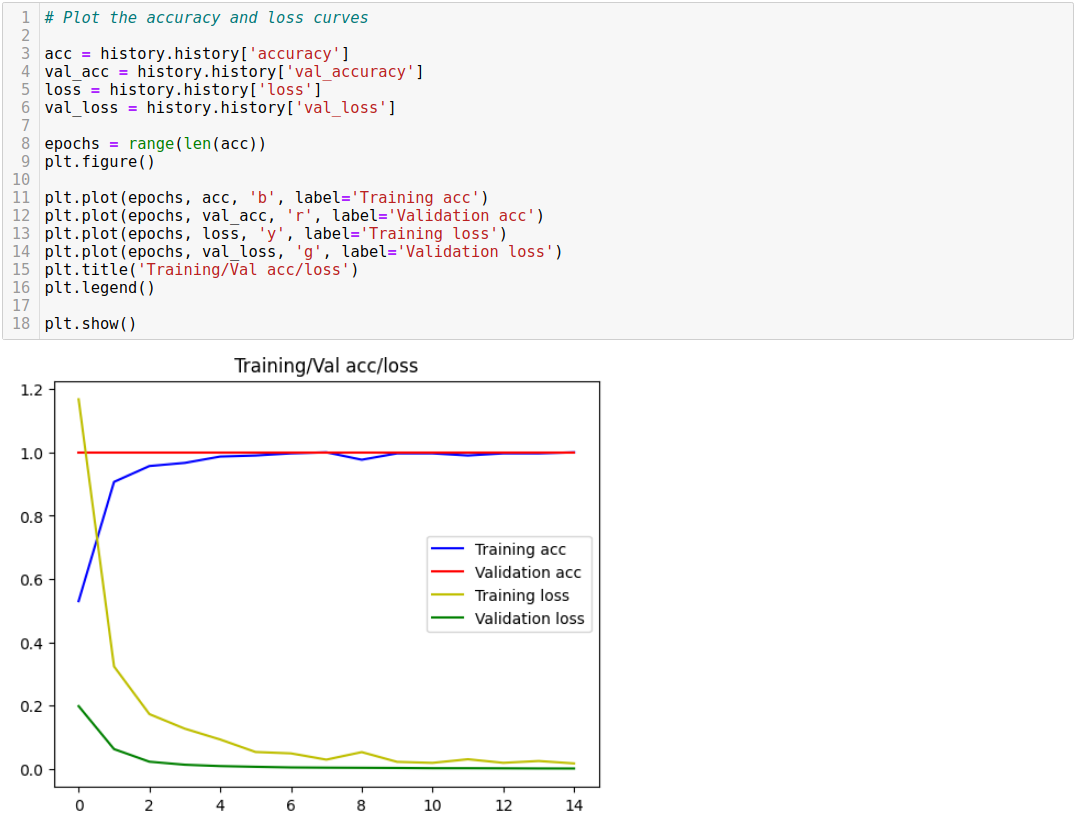 1 # Plot the accuracy and loss curves
2
3 acc = history.history['accuracy']
4 val_acc = history.history['val_accuracy']
5 loss = history.history['loss']
6 val_loss = history.history['val_loss']
7
8 epochs = range(len(acc))
9 plt.figure()
10
11 plt.plot(epochs, acc, 'b', label='Training acc')
12 plt.plot(epochs, val_acc, 'r', label='Validation acc')
13 plt.plot(epochs, loss, 'y', label='Training loss')
14 plt.plot(epochs, val_loss, 'g', label='Validation loss')
15 plt.title('Training/Val acc/loss')
16 plt.legend()
17
18 plt.show()
Training/Val acc/loss
1.2
1.0
0.8
0.6
0.4
0.2
0.0
Training acc
Validation acc
Training loss
Validation loss
0 2 4 6 8 10 12 14